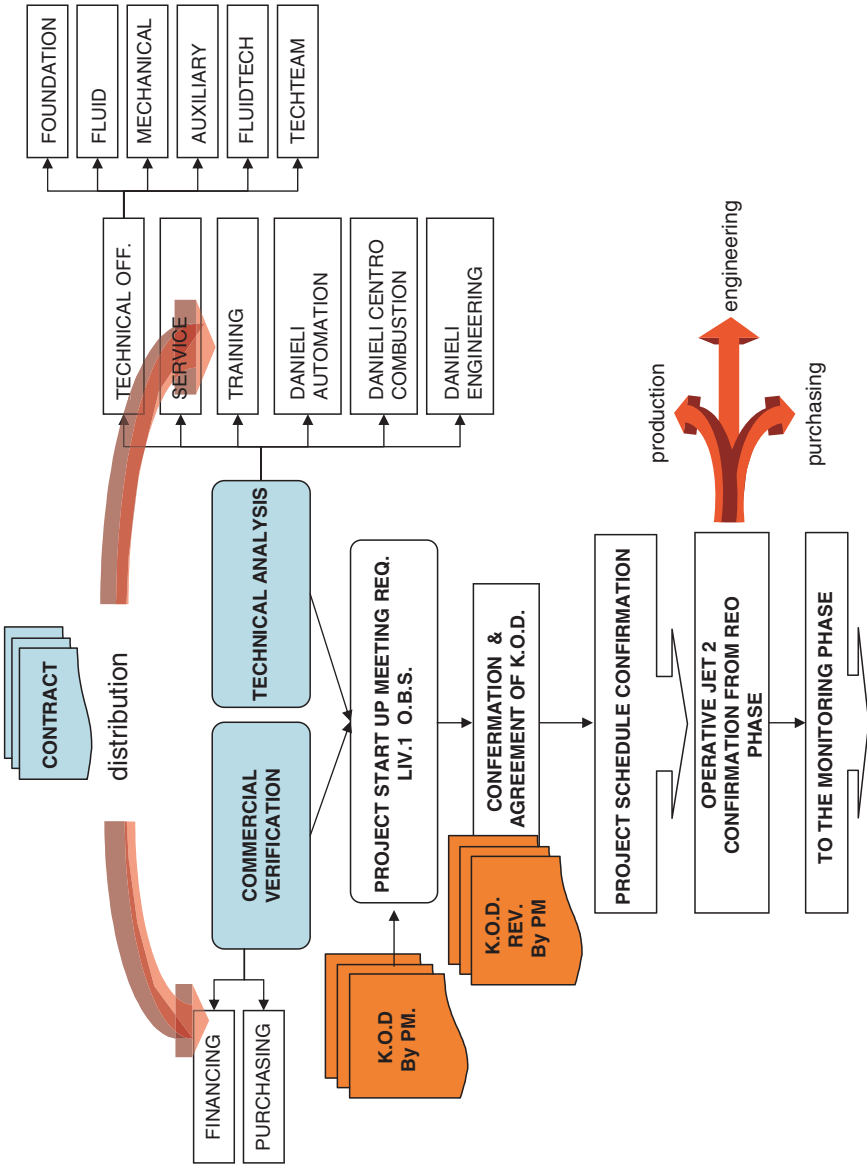 CONTRACT
distribution
FINANCING
PURCHASING
COMMERCIAL
VERIFICATION
TECHNICAL ANALYSIS
TECHNICAL OFF.
SERVICE
TRAINING
DANIELI
AUTOMATION
DANIELI CENTRO
COMBUSTION
DANIELI
ENGINEERING
FOUNDATION
FLUID
MECHANICAL
AUXILIARY
FLUIDTECH
TECHTEAM
K.O.D
By PM.
PROJECT START UP MEETING REQ.
LIV.1 O.B.S.
K.O.D.
REV.
By PM
CONFERMATION &
AGREEMENT OF K.O.D.
PROJECT SCHEDULE CONFIRMATION
OPERATIVE JET 2
CONFIRMATION FROM REO
PHASE
production
engineering
purchasing
TO THE MONITORING PHASE